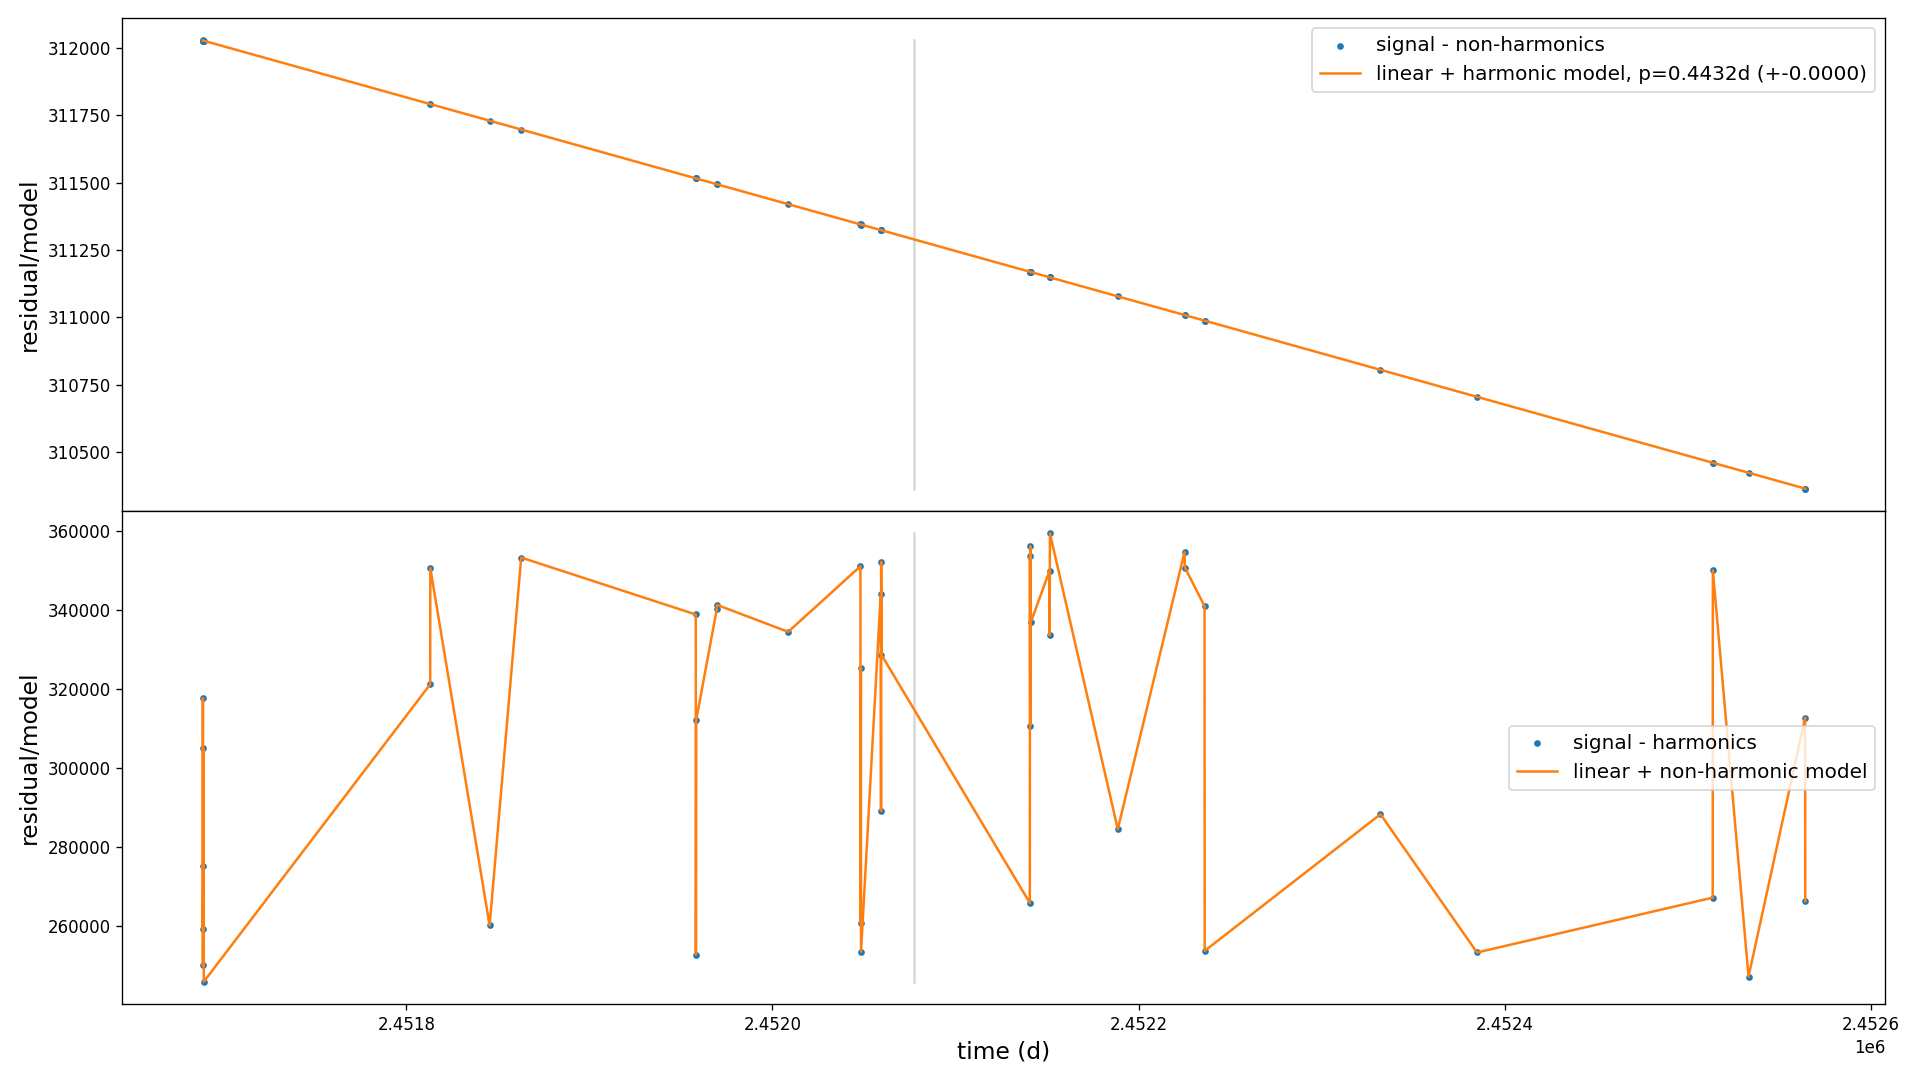 312000
311750
311500
311250
311000
310750
310500
residual/model
signal - non-harmonics
linear + harmonic model, p=0.4432d (+-0.0000)
360000
340000
320000
300000
280000
260000
residual/model
signal - harmonics
linear + non-harmonic model
2.4518
2.4520
2.4522
2.4524
2.4526
1e6
time (d)